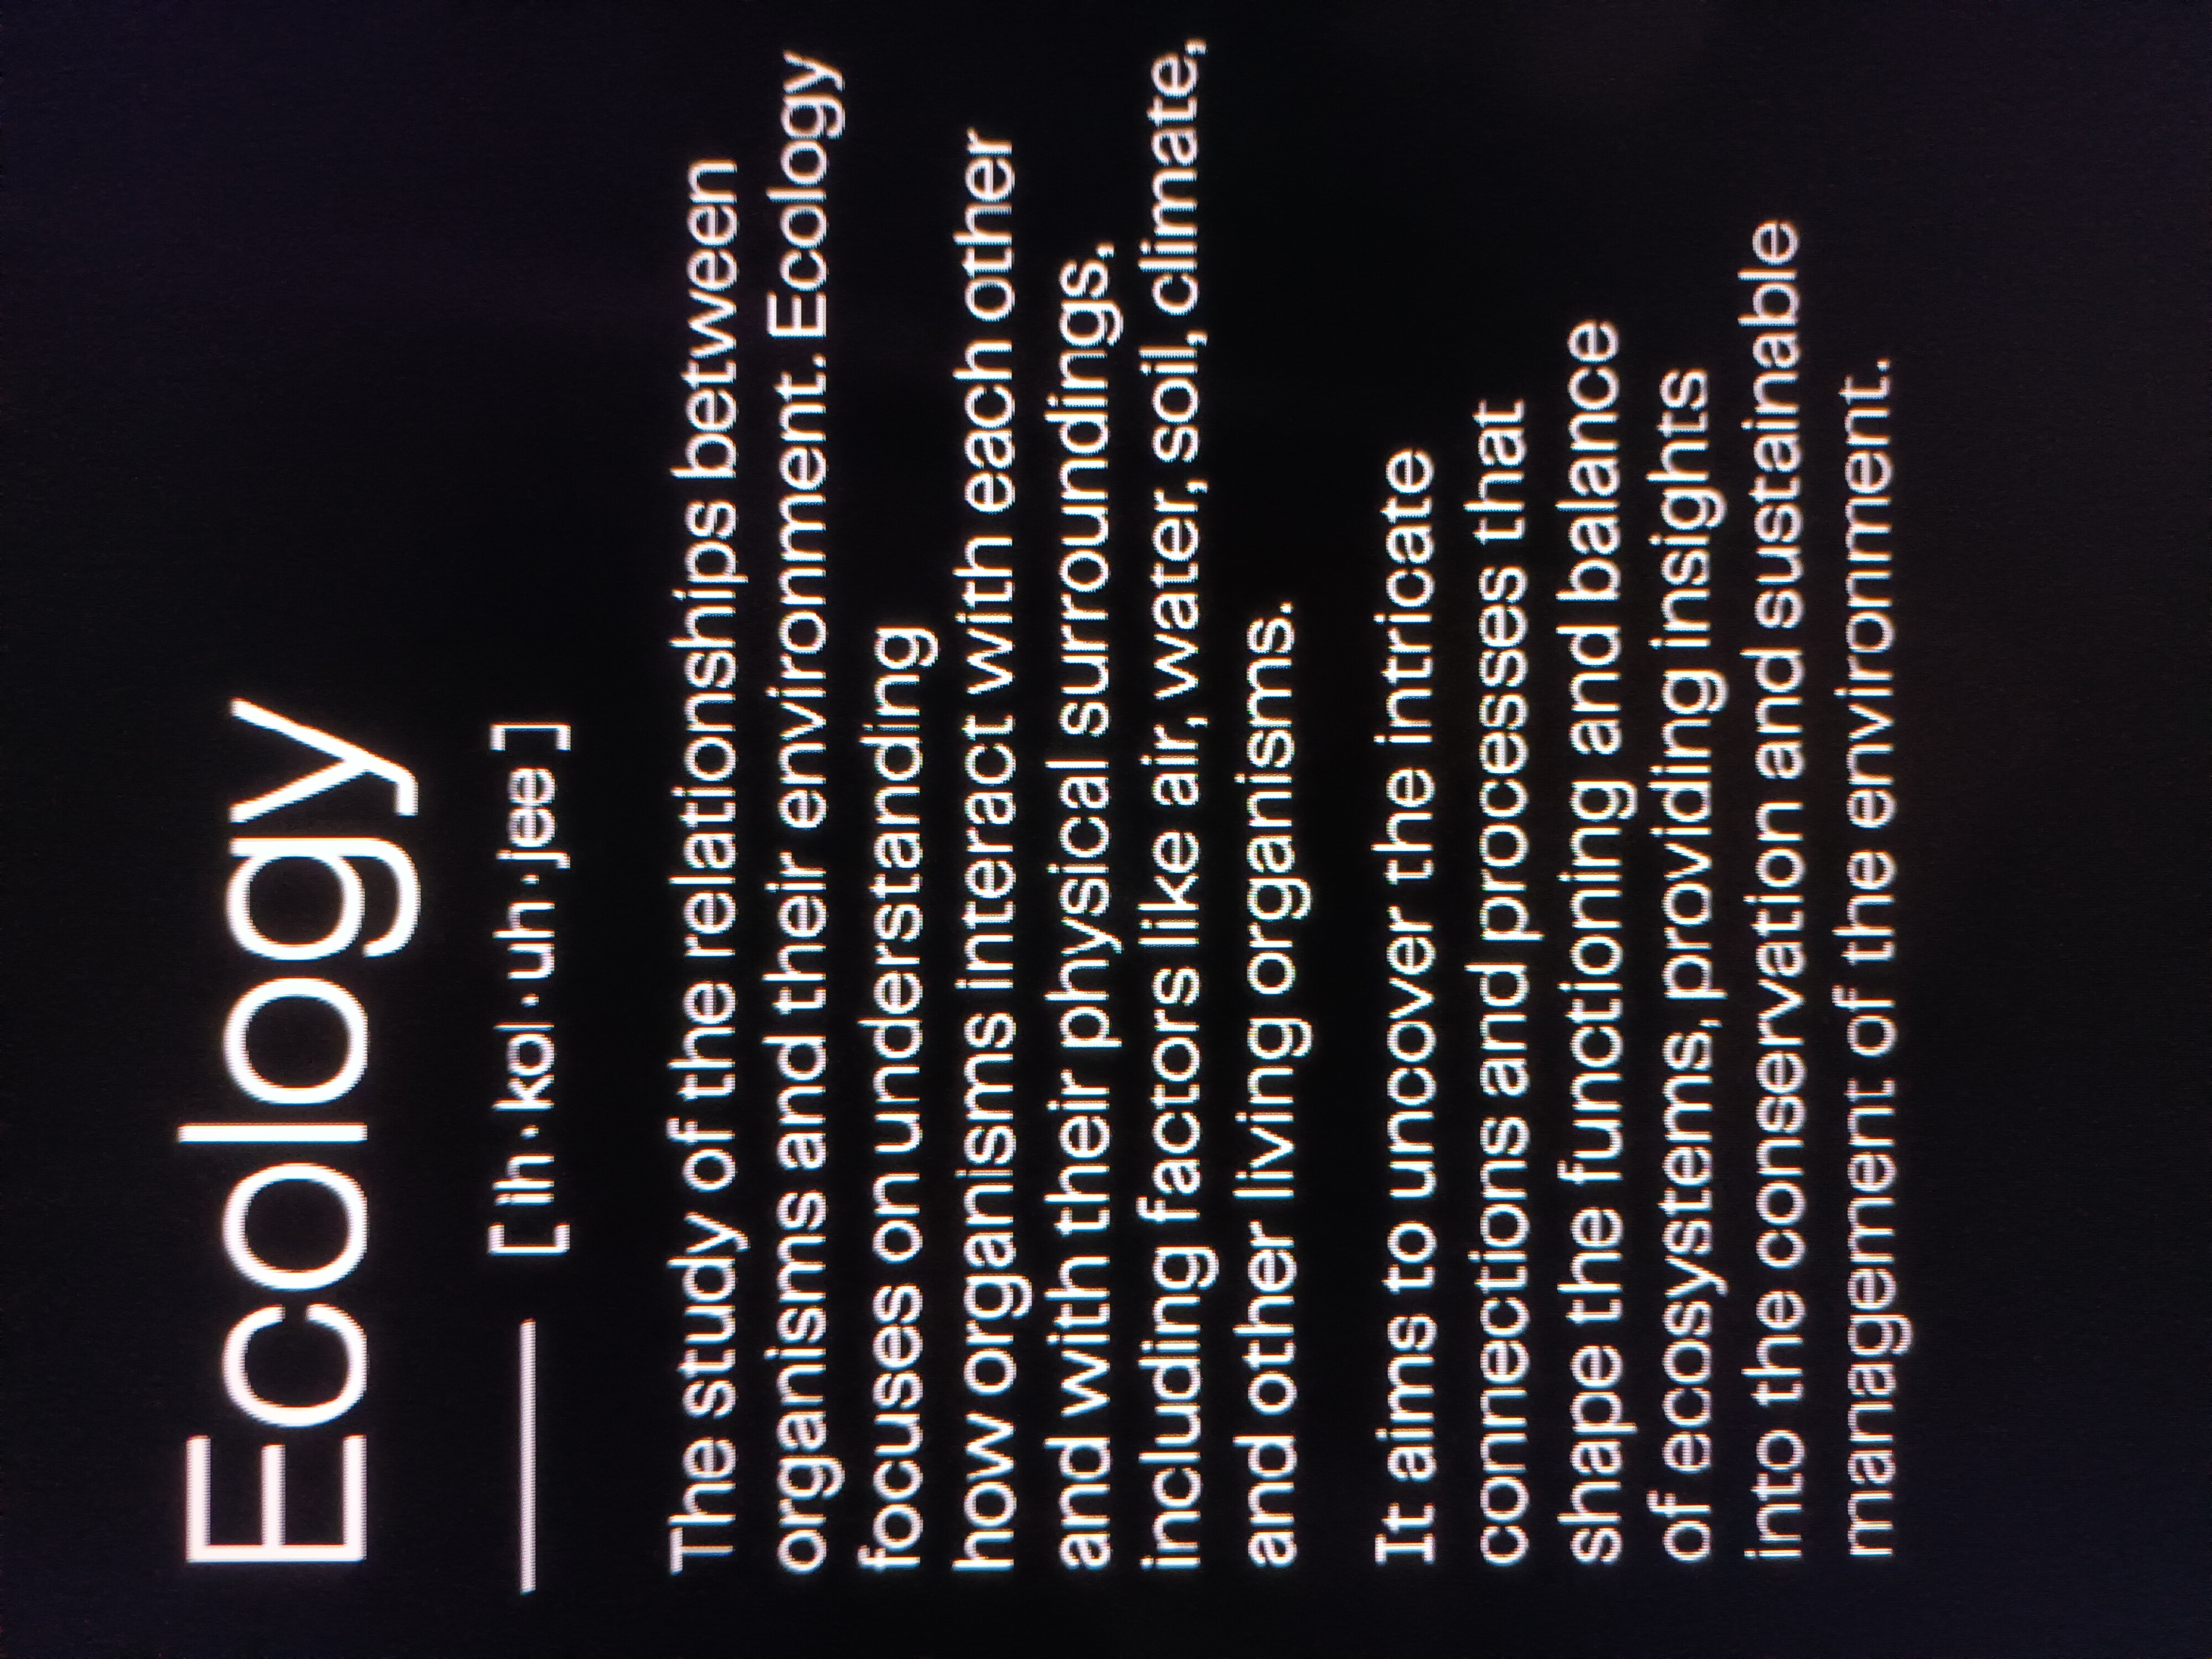 Ecology
[ ih · kol · uh · jee ]
The study of the relationships between
organisms and their environment. Ecology
focuses on understanding
how organisms interact with each other
and with their physical surroundings,
including factors like air, water, soil, climate,
and other living organisms.
It aims to uncover the intricate
connections and processes that
shape the functioning and balance
of ecosystems, providing insights
into the conservation and sustainable
management of the environment.